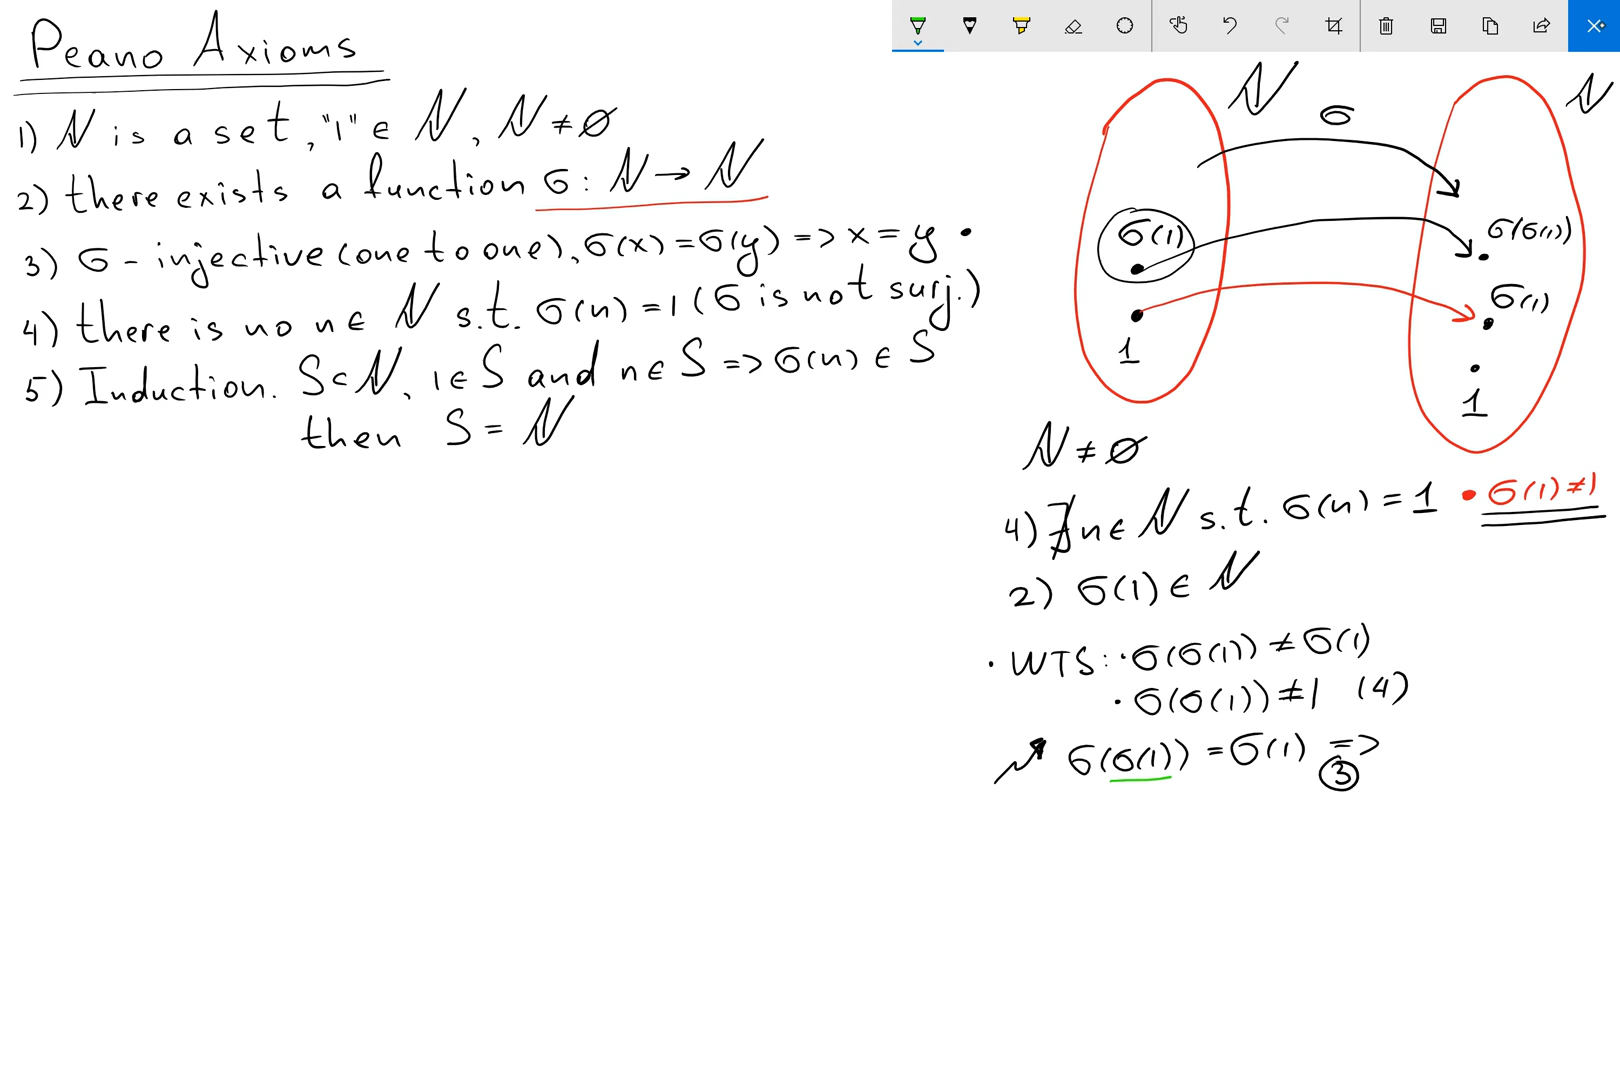 Peano Axioms
1) ℕ is a set, "1" ∈ ℕ, ℕ ≠ ∅
2) there exists a function σ: ℕ → ℕ
3) σ - injective (one to one), σ(x) = σ(y) => x = y •
4) there is no n ∈ ℕ s.t. σ(n) = 1 (σ is not surj.)
5) Induction. S ⊂ ℕ, 1 ∈ S and n ∈ S => σ(n) ∈ S
then S = ℕ
ℕ
σ
ℕ
σ(1)
σ(σ(1))
σ(1)
1
1
ℕ ≠ ∅
4) ∄ n ∈ ℕ s.t. σ(n) = 1 • σ(1) ≠ 1
2) σ(1) ∈ ℕ
· WTS: · σ(σ(1)) ≠ σ(1)
· σ(σ(1)) ≠ 1 (4)
σ(σ(1)) = σ(1) =>
3